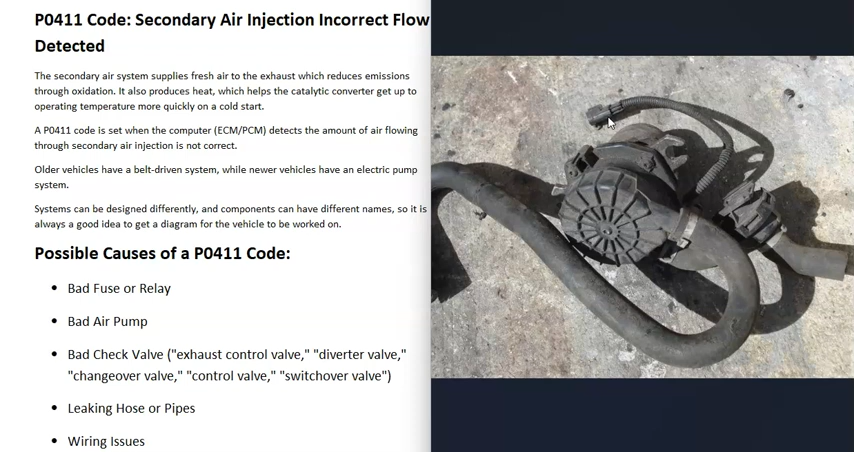 P0411 Code: Secondary Air Injection Incorrect Flow
Detected
The secondary air system supplies fresh air to the exhaust which reduces emissions
through oxidation. It also produces heat, which helps the catalytic converter get up to
operating temperature more quickly on a cold start.
A P0411 code is set when the computer (ECM/PCM) detects the amount of air flowing
through secondary air injection is not correct.
Older vehicles have a belt-driven system, while newer vehicles have an electric pump
system.
Systems can be designed differently, and components can have different names, so it is
always a good idea to get a diagram for the vehicle to be worked on.
Possible Causes of a P0411 Code:
• Bad Fuse or Relay
• Bad Air Pump
• Bad Check Valve ("exhaust control valve," "diverter valve,"
"changeover valve," "control valve," "switchover valve")
• Leaking Hose or Pipes
• Wiring Issues